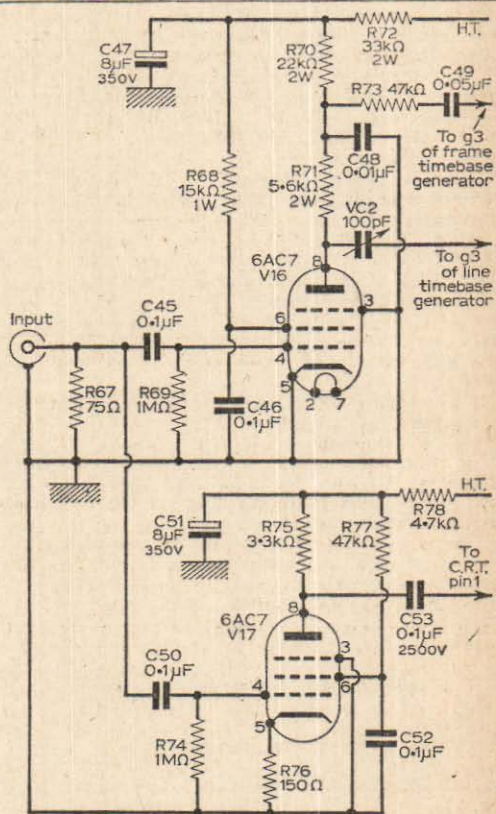 C47
8µF
350V
R70
22kΩ
2W
R72
33kΩ
2W
H.T.
R73 47kΩ
C49
0·05µF
To g3
of frame
timebase
generator
R68
15kΩ
1W
R71
5·6kΩ
2W
C48
0·01µF
VC2
100pF
To g3
of line
timebase
generator
6AC7
V16
8
3
6
4
5
2
7
Input
C45
0·1µF
R67
75Ω
R69
1MΩ
C46
0·1µF
H.T.
R78
4·7kΩ
C51
8µF
350V
R75
3·3kΩ
R77
47kΩ
To
C.R.T.
pin1
6AC7
V17
8
C53
0·1µF
2500V
3
6
4
5
C50
0·1µF
R74
1MΩ
R76
150Ω
C52
0·1µF